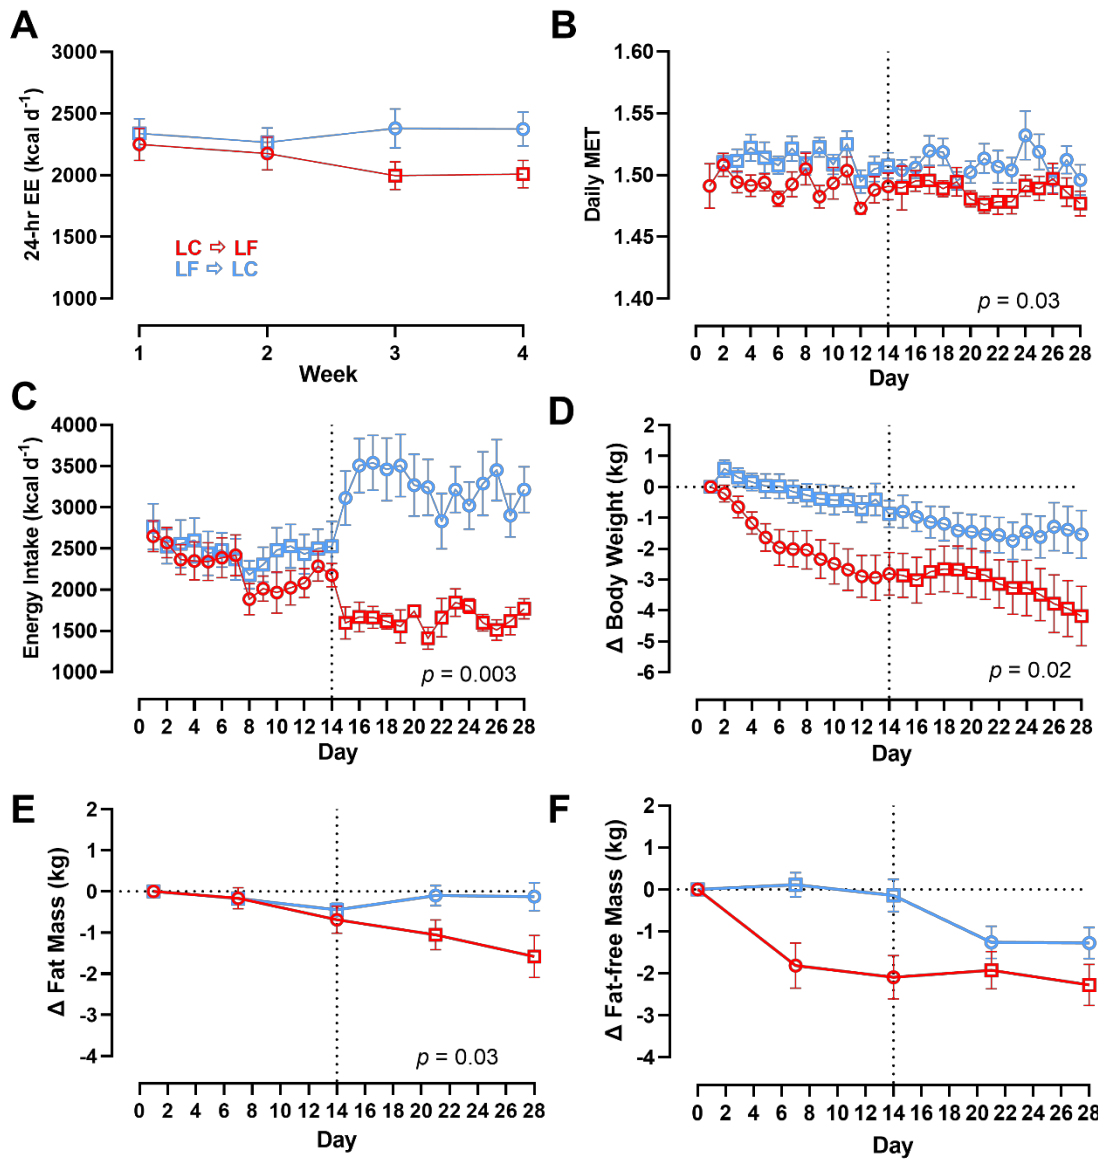 A
24-hr EE (kcal d⁻¹)
3000
2500
2000
1500
1000
LC ⇨ LF
LF ⇨ LC
1 2 3 4
Week
B
Daily MET
1.60
1.55
1.50
1.45
1.40
p = 0.03
0 2 4 6 8 10 12 14 16 18 20 22 24 26 28
Day
C
Energy Intake (kcal d⁻¹)
4000
3500
3000
2500
2000
1500
1000
p = 0.003
0 2 4 6 8 10 12 14 16 18 20 22 24 26 28
Day
D
Δ Body Weight (kg)
2
1
0
-1
-2
-3
-4
-5
-6
p = 0.02
0 2 4 6 8 10 12 14 16 18 20 22 24 26 28
Day
E
Δ Fat Mass (kg)
2
1
0
-1
-2
-3
-4
p = 0.03
0 2 4 6 8 10 12 14 16 18 20 22 24 26 28
Day
F
Δ Fat-free Mass (kg)
2
1
0
-1
-2
-3
-4
0 2 4 6 8 10 12 14 16 18 20 22 24 26 28
Day